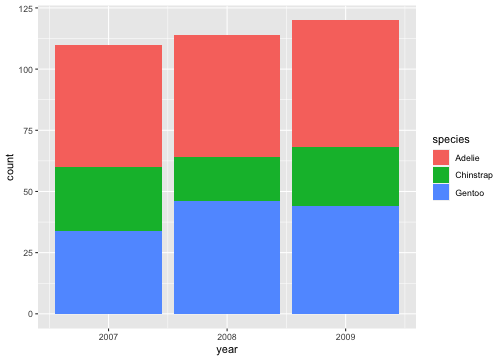 125
100
75
50
25
0
count
2007 2008 2009
year
species
Adelie
Chinstrap
Gentoo